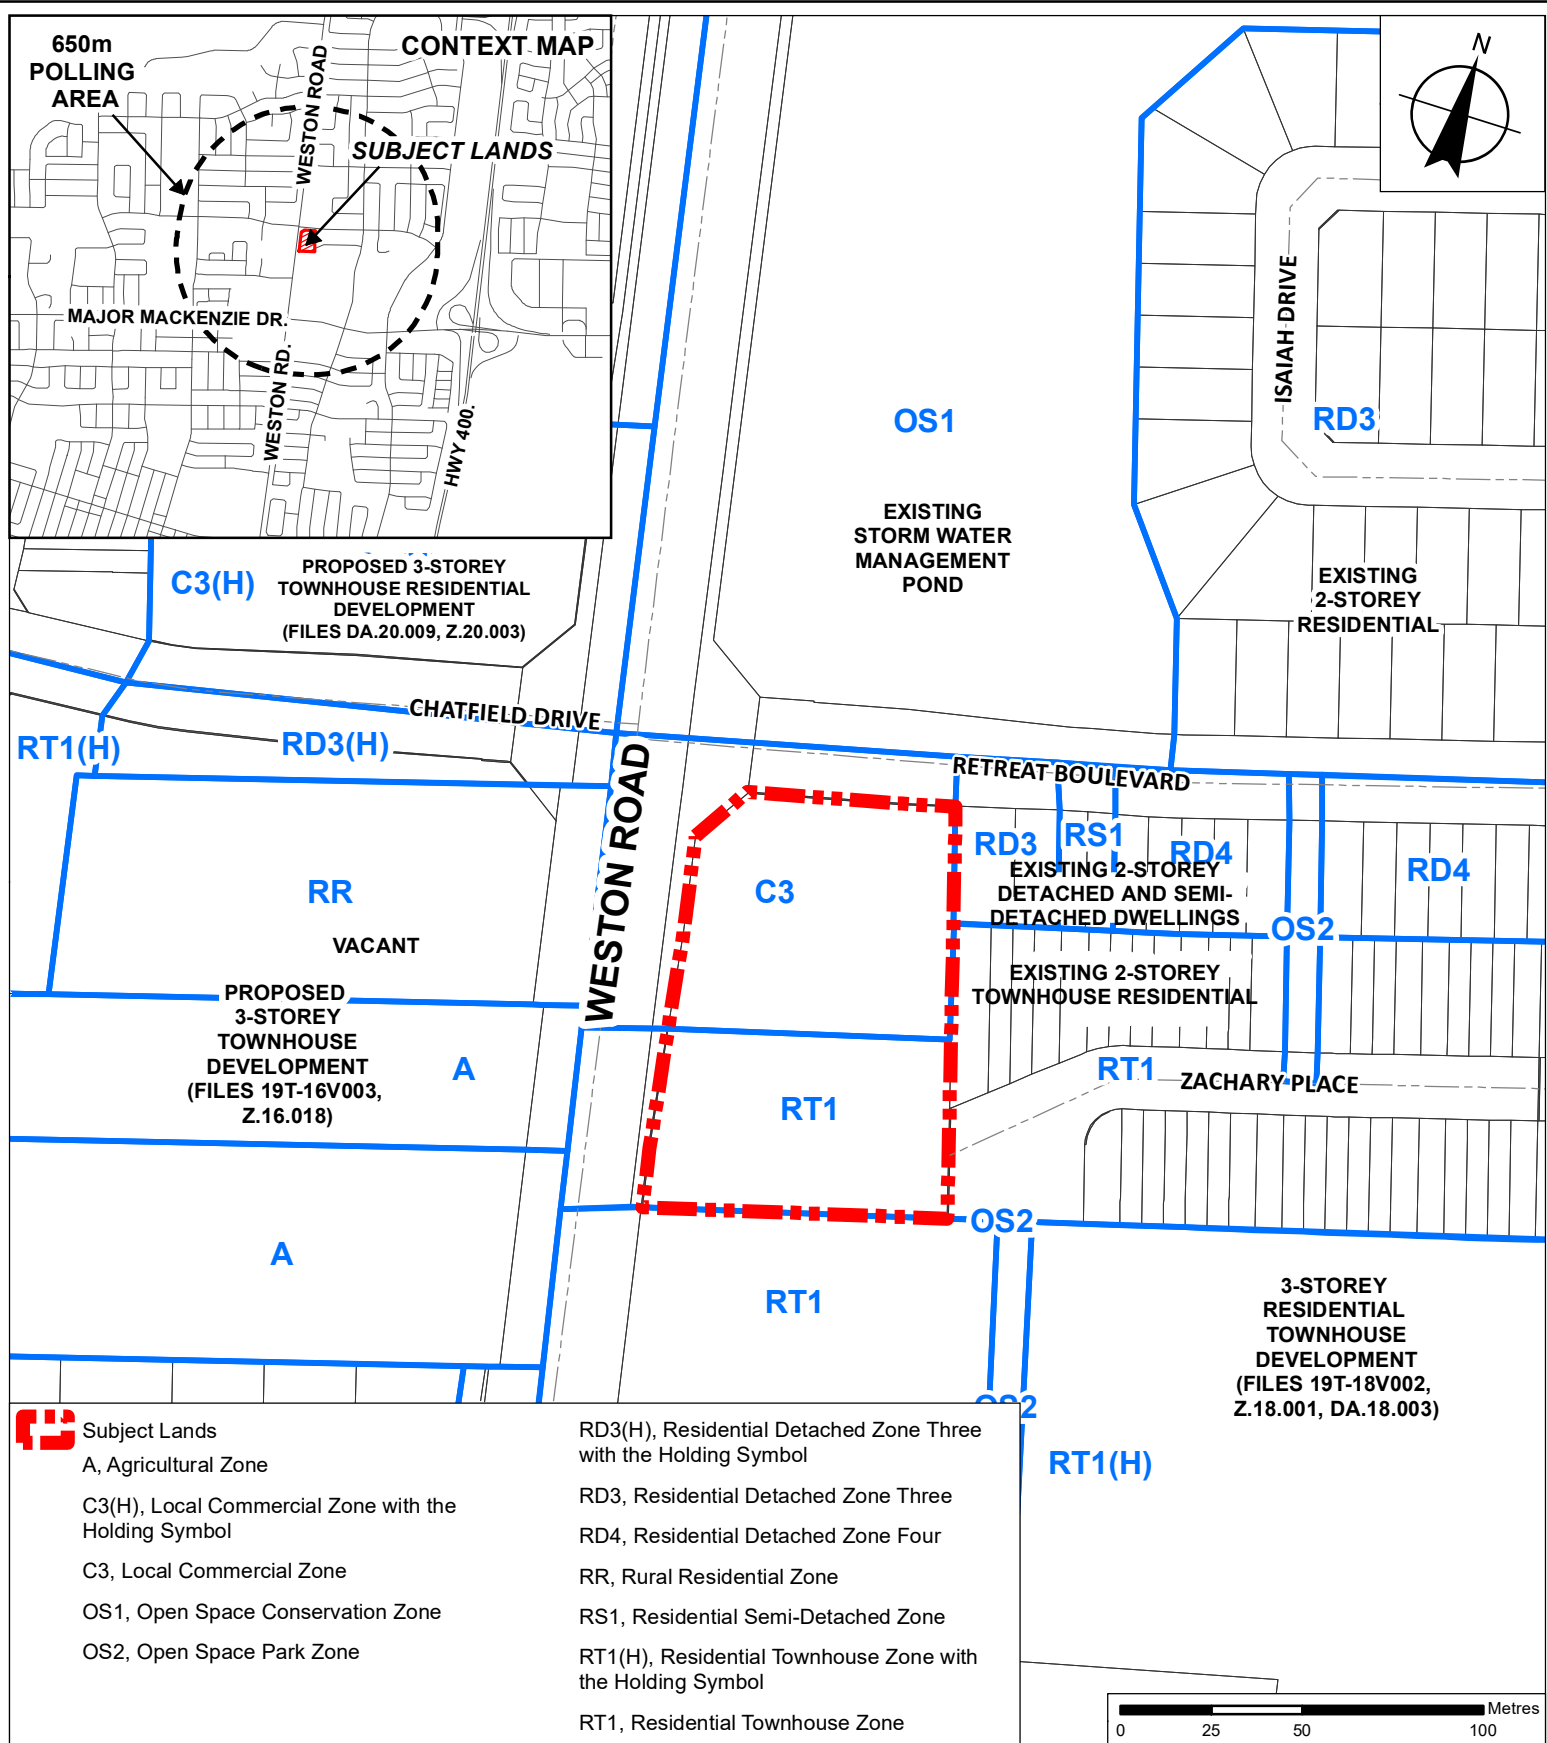 650m
POLLING
AREA
CONTEXT MAP
WESTON ROAD
SUBJECT LANDS
MAJOR MACKENZIE DR.
WESTON RD.
HWY 400.
N
OS1
EXISTING
STORM WATER
MANAGEMENT
POND
ISAIAH DRIVE
RD3
EXISTING
2-STOREY
RESIDENTIAL
C3(H)
PROPOSED 3-STOREY
TOWNHOUSE RESIDENTIAL
DEVELOPMENT
(FILES DA.20.009, Z.20.003)
CHATFIELD DRIVE
RT1(H)
RD3(H)
WESTON ROAD
RETREAT BOULEVARD
RD3
RS1
RD4
RD4
EXISTING 2-STOREY
DETACHED AND SEMI-
DETACHED DWELLINGS
OS2
RR
VACANT
C3
EXISTING 2-STOREY
TOWNHOUSE RESIDENTIAL
PROPOSED
3-STOREY
TOWNHOUSE
DEVELOPMENT
(FILES 19T-16V003,
Z.16.018)
A
RT1
RT1
ZACHARY PLACE
OS2
A
RT1
3-STOREY
RESIDENTIAL
TOWNHOUSE
DEVELOPMENT
(FILES 19T-18V002,
Z.18.001, DA.18.003)
OS2
RT1(H)
Subject Lands
A, Agricultural Zone
C3(H), Local Commercial Zone with the
Holding Symbol
C3, Local Commercial Zone
OS1, Open Space Conservation Zone
OS2, Open Space Park Zone
RD3(H), Residential Detached Zone Three
with the Holding Symbol
RD3, Residential Detached Zone Three
RD4, Residential Detached Zone Four
RR, Rural Residential Zone
RS1, Residential Semi-Detached Zone
RT1(H), Residential Townhouse Zone with
the Holding Symbol
RT1, Residential Townhouse Zone
Metres
0 25 50 100